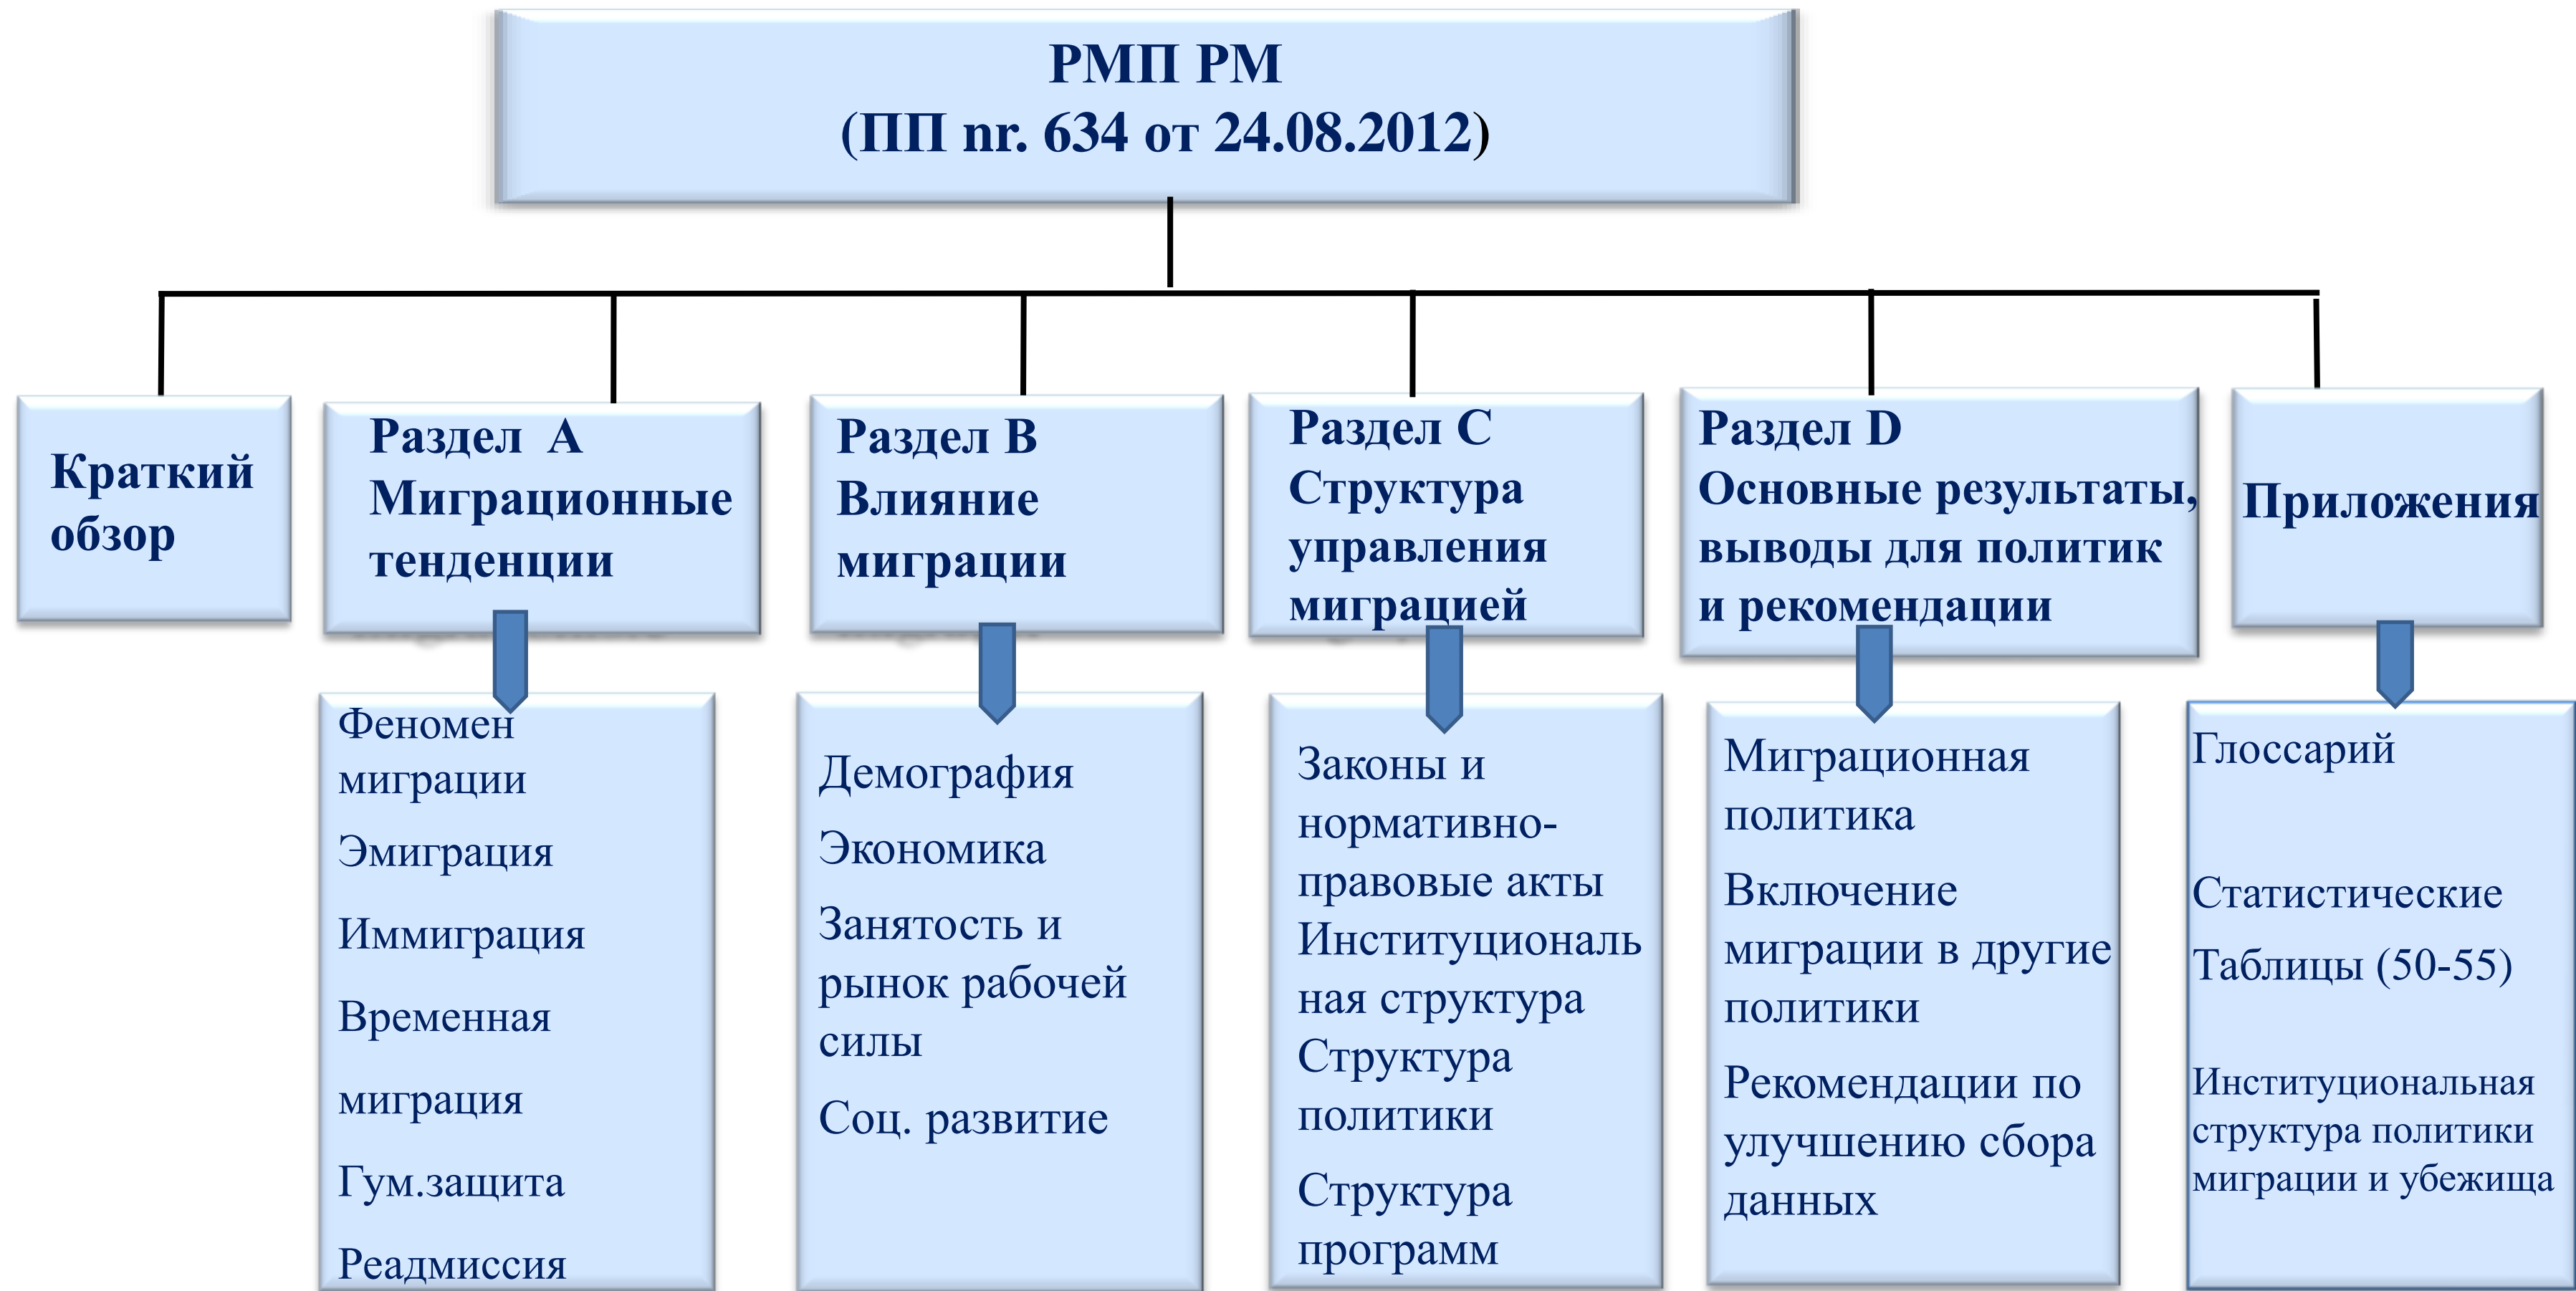 РМП РМ
(ПП nr. 634 от 24.08.2012)
Краткий
обзор
Раздел А
Миграционные
тенденции
Раздел В
Влияние
миграции
Раздел С
Структура
управления
миграцией
Раздел D
Основные результаты,
выводы для политик
и рекомендации
Приложения
Феномен
миграции
Эмиграция
Иммиграция
Временная
миграция
Гум.защита
Реадмиссия
Демография
Экономика
Занятость и
рынок рабочей
силы
Соц. развитие
Законы и
нормативно-
правовые акты
Институциональ
ная структура
Структура
политики
Структура
программ
Миграционная
политика
Включение
миграции в другие
политики
Рекомендации по
улучшению сбора
данных
Глоссарий
Статистические
Таблицы (50-55)
Институциональная
структура политики
миграции и убежища